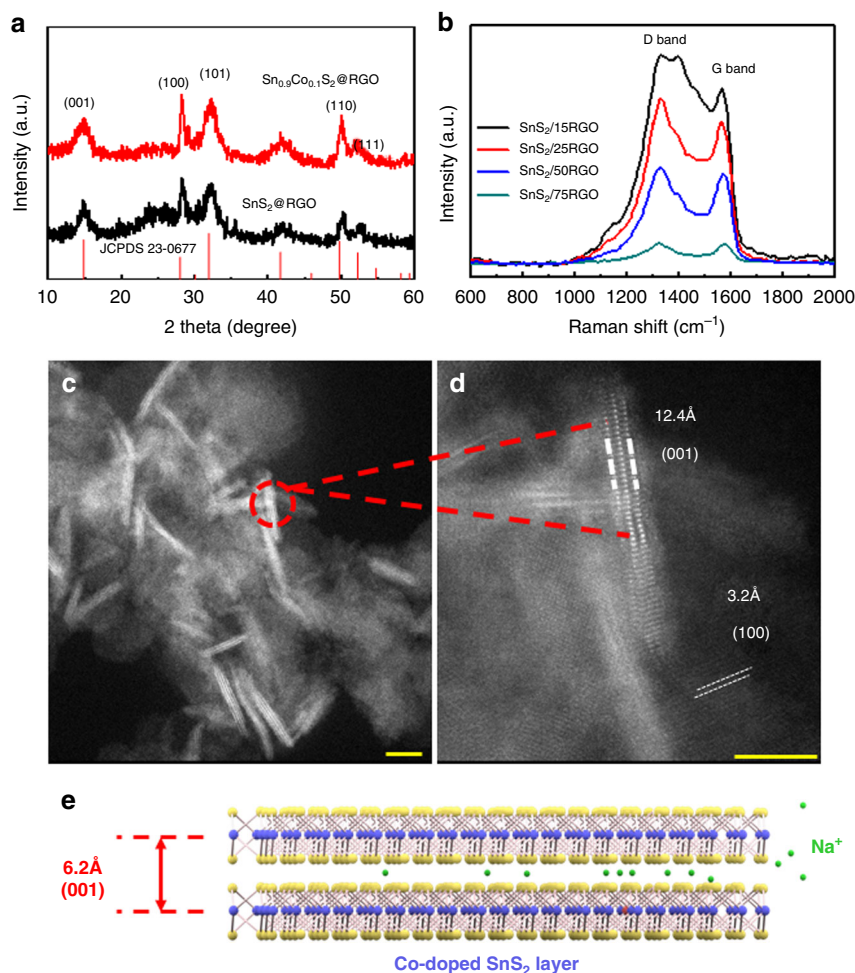 a
Intensity (a.u.)
(001)
(100)
(101)
Sn₀.₉Co₀.₁S₂@RGO
(110)
(111)
SnS₂@RGO
JCPDS 23-0677
10 20 30 40 50 60
2 theta (degree)
b
Intensity (a.u.)
D band
G band
SnS₂/15RGO
SnS₂/25RGO
SnS₂/50RGO
SnS₂/75RGO
600 800 1000 1200 1400 1600 1800 2000
Raman shift (cm⁻¹)
c
d
12.4Å
(001)
3.2Å
(100)
e
6.2Å
(001)
Na⁺
Co-doped SnS₂ layer